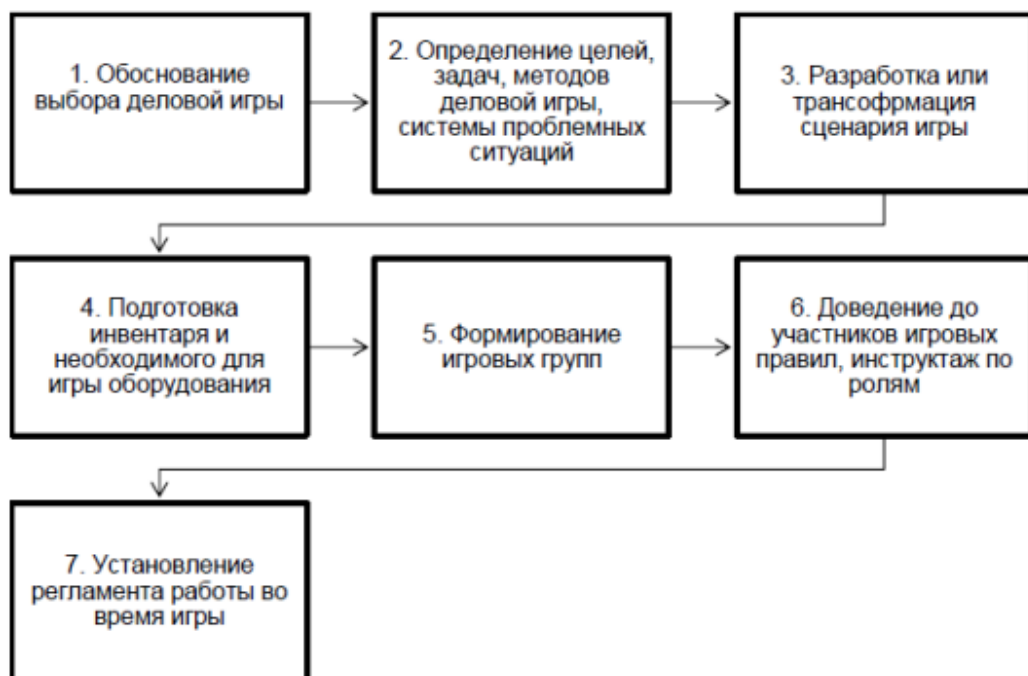 1. Обоснование
выбора деловой игры
2. Определение целей,
задач, методов
деловой игры,
системы проблемных
ситуаций
3. Разработка или
трансофрмация
сценария игры
4. Подготовка
инвентаря и
необходимого для
игры оборудования
5. Формирование
игровых групп
6. Доведение до
участников игровых
правил, инструктаж по
ролям
7. Установление
регламента работы во
время игры